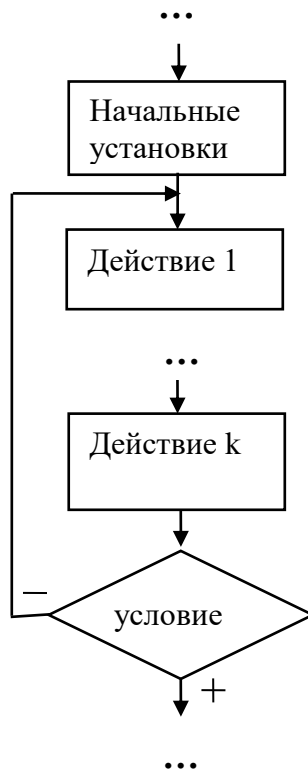 ...
Начальные
установки
Действие 1
...
Действие k
–
условие
+
...